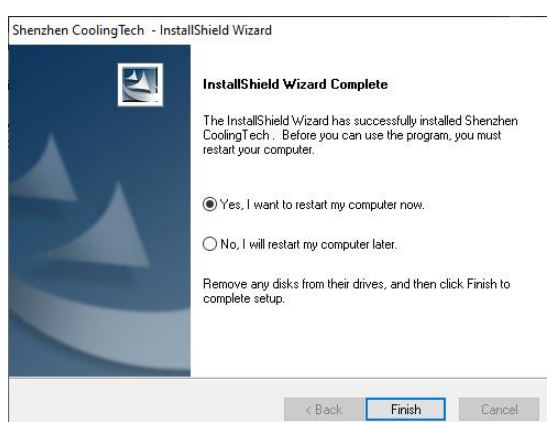 Shenzhen CoolingTech - InstallShield Wizard
InstallShield Wizard Complete
The InstallShield Wizard has successfully installed Shenzhen
CoolingTech . Before you can use the program, you must
restart your computer.
Yes, I want to restart my computer now.
No, I will restart my computer later.
Remove any disks from their drives, and then click Finish to
complete setup.
< Back Finish Cancel